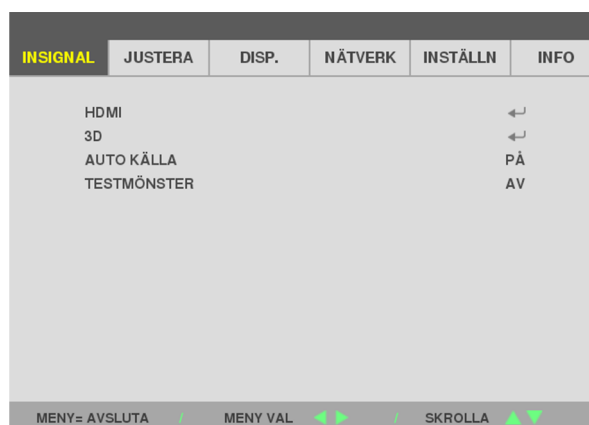 INSIGNAL JUSTERA DISP. NÄTVERK INSTÄLLN INFO
HDMI
3D
AUTO KÄLLA PÅ
TESTMÖNSTER AV
MENY= AVSLUTA / MENY VAL / SKROLLA